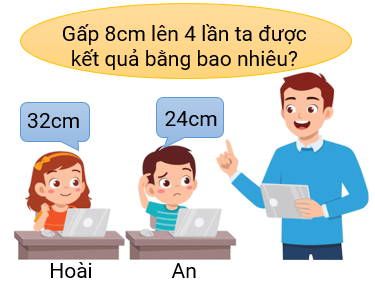 Gấp 8cm lên 4 lần ta được
kết quả bằng bao nhiêu?
32cm
24cm
Hoài
An